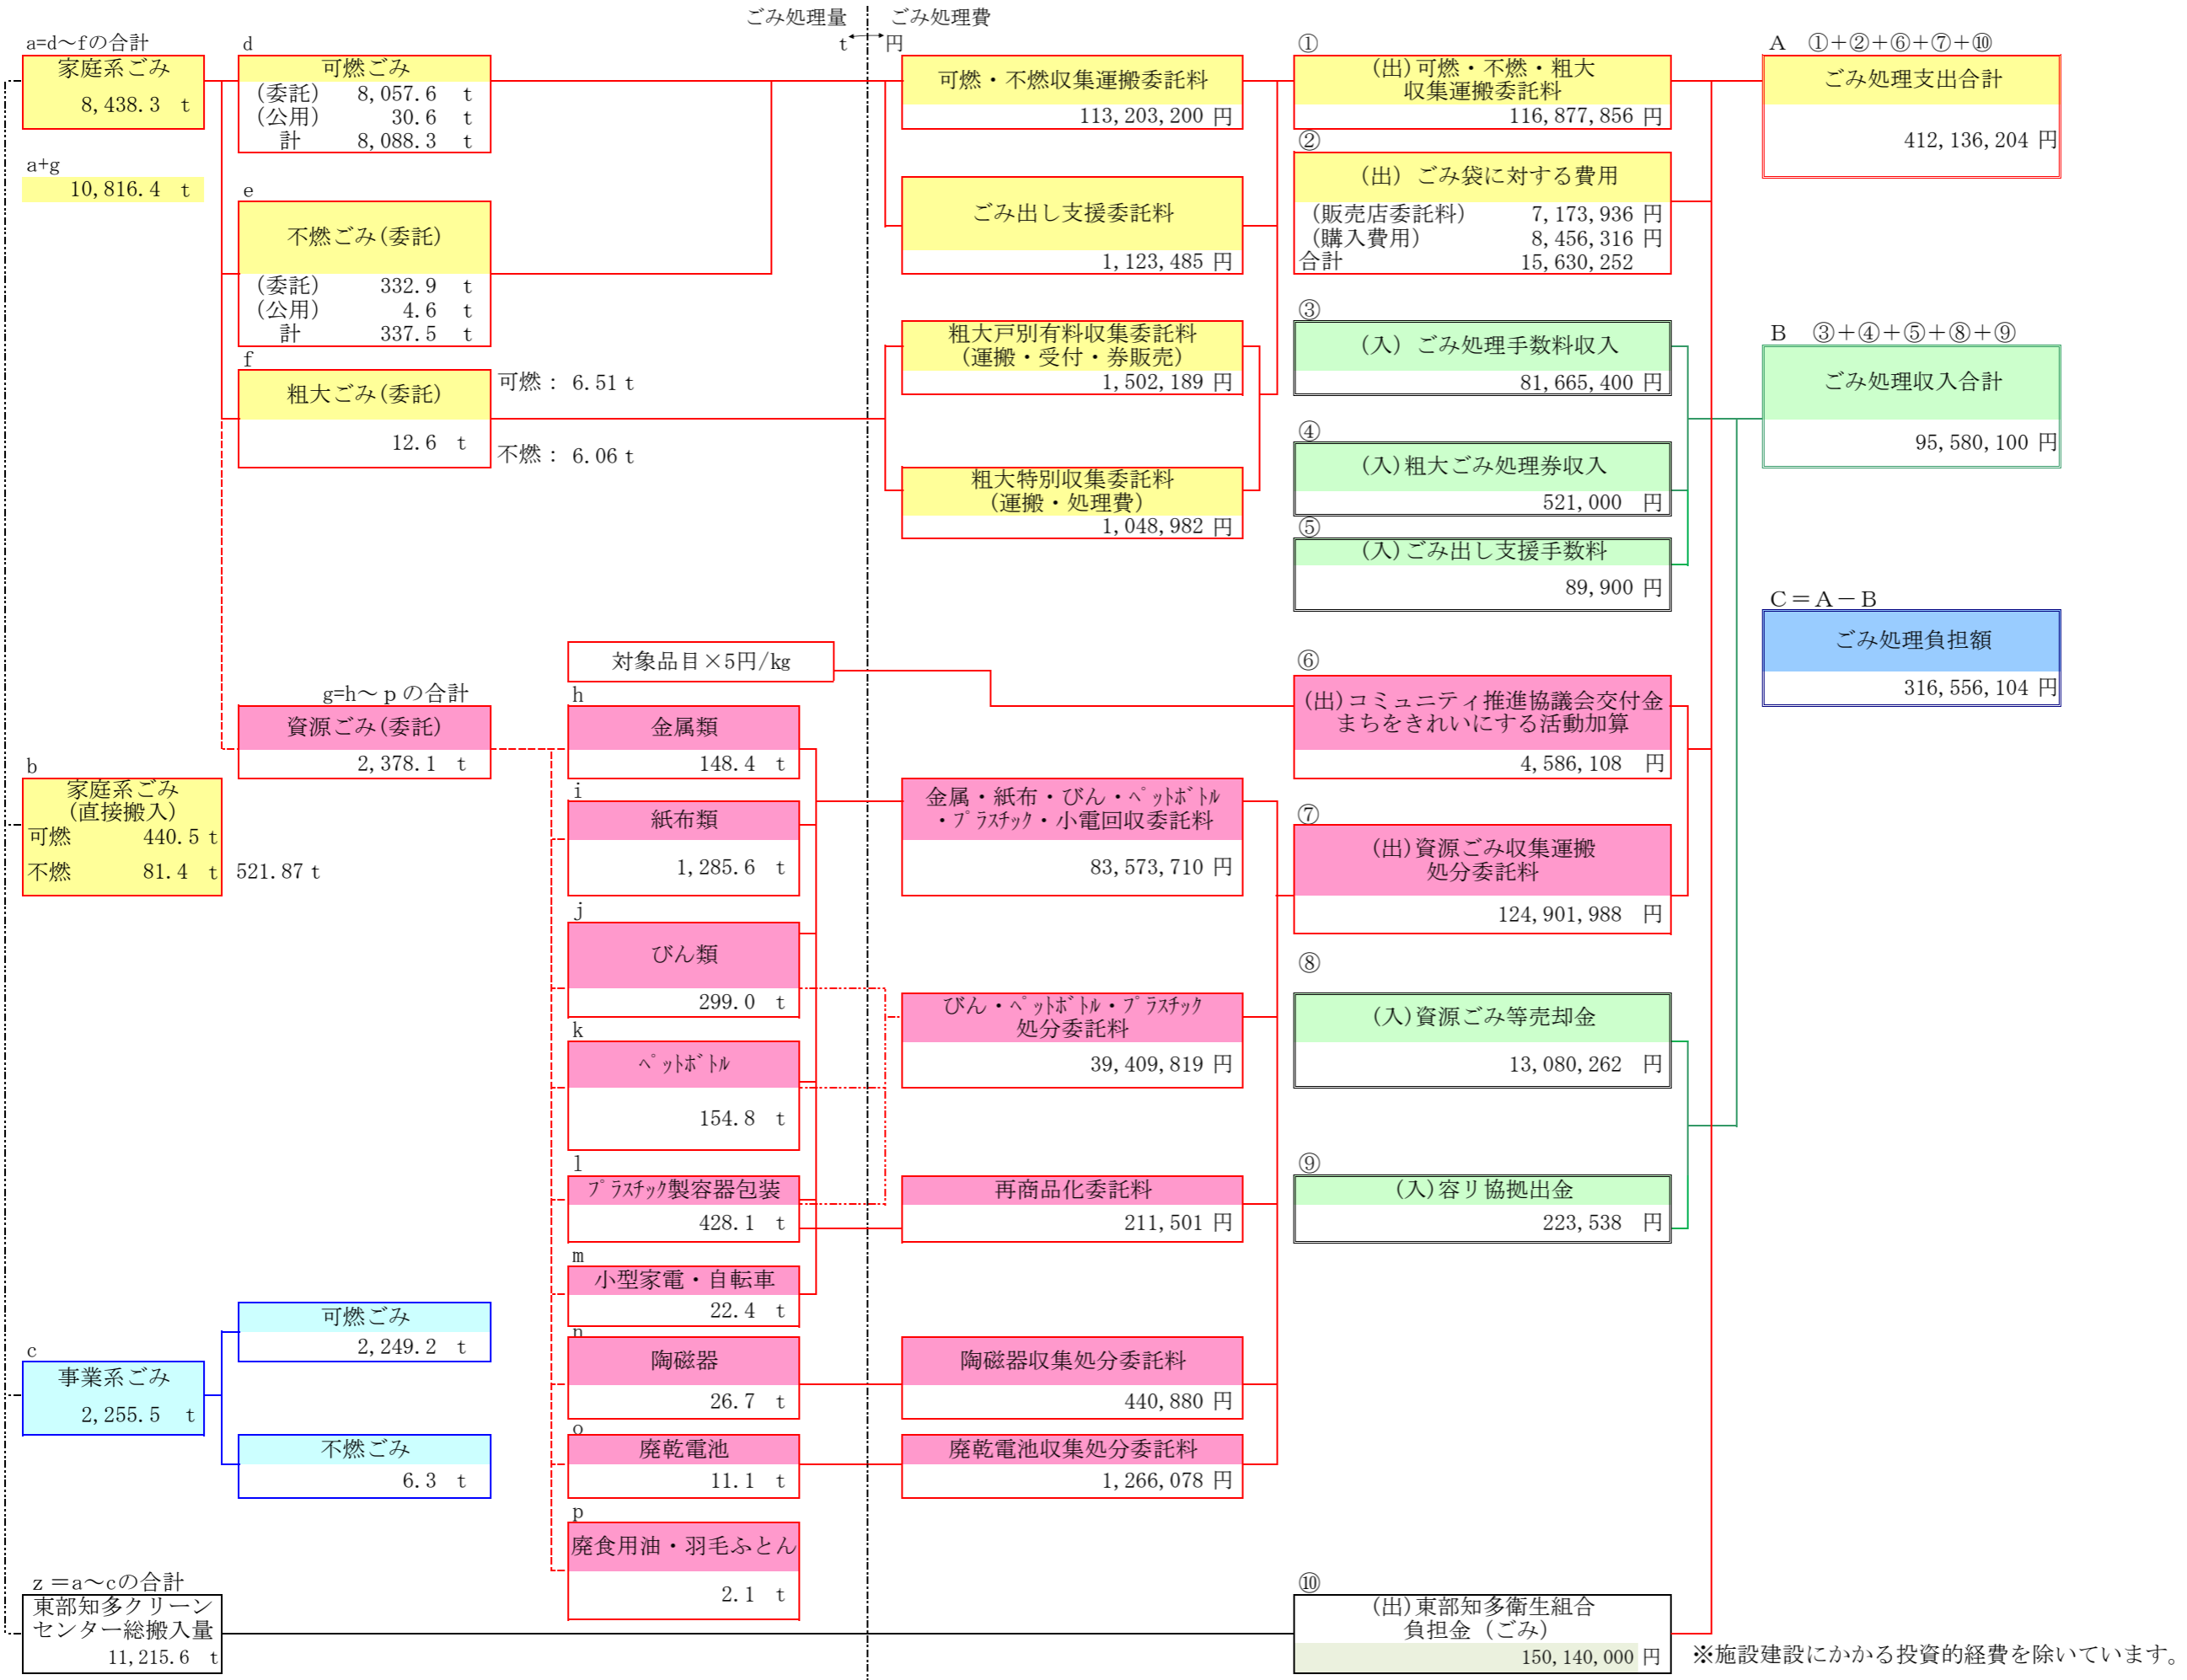 ごみ処理量 ごみ処理費
t 円
a=d～fの合計
家庭系ごみ
8,438.3 t
a+g
10,816.4 t
d
可燃ごみ
(委託) 8,057.6 t
(公用) 30.6 t
計 8,088.3 t
e
不燃ごみ(委託)
(委託) 332.9 t
(公用) 4.6 t
計 337.5 t
f
粗大ごみ(委託)
12.6 t
可燃： 6.51 t
不燃： 6.06 t
可燃・不燃収集運搬委託料
113,203,200 円
ごみ出し支援委託料
1,123,485 円
粗大戸別有料収集委託料
(運搬・受付・券販売)
1,502,189 円
粗大特別収集委託料
(運搬・処理費)
1,048,982 円
①
(出)可燃・不燃・粗大
収集運搬委託料
116,877,856 円
②
(出) ごみ袋に対する費用
(販売店委託料) 7,173,936 円
(購入費用) 8,456,316 円
合計 15,630,252
③
(入) ごみ処理手数料収入
81,665,400 円
④
(入)粗大ごみ処理券収入
521,000 円
⑤
(入)ごみ出し支援手数料
89,900 円
A ①＋②＋⑥＋⑦＋⑩
ごみ処理支出合計
412,136,204 円
B ③＋④＋⑤＋⑧＋⑨
ごみ処理収入合計
95,580,100 円
C＝A－B
ごみ処理負担額
316,556,104 円
対象品目×5円/㎏
g=h～ｐの合計
資源ごみ(委託)
2,378.1 t
b
家庭系ごみ
(直接搬入)
可燃 440.5 t
不燃 81.4 t
521.87 t
h
金属類
148.4 t
i
紙布類
1,285.6 t
j
びん類
299.0 t
k
ﾍﾟｯﾄﾎﾞﾄﾙ
154.8 t
l
ﾌﾟﾗｽﾁｯｸ製容器包装
428.1 t
m
小型家電・自転車
22.4 t
n
陶磁器
26.7 t
o
廃乾電池
11.1 t
p
廃食用油・羽毛ふとん
2.1 t
金属・紙布・びん・ﾍﾟｯﾄﾎﾞﾄﾙ
・ﾌﾟﾗｽﾁｯｸ・小電回収委託料
83,573,710 円
びん・ﾍﾟｯﾄﾎﾞﾄﾙ・ﾌﾟﾗｽﾁｯｸ
処分委託料
39,409,819 円
再商品化委託料
211,501 円
陶磁器収集処分委託料
440,880 円
廃乾電池収集処分委託料
1,266,078 円
⑥
(出)コミュニティ推進協議会交付金
まちをきれいにする活動加算
4,586,108 円
⑦
(出)資源ごみ収集運搬
処分委託料
124,901,988 円
⑧
(入)資源ごみ等売却金
13,080,262 円
⑨
(入)容リ協拠出金
223,538 円
c
事業系ごみ
2,255.5 t
可燃ごみ
2,249.2 t
不燃ごみ
6.3 t
z＝a～cの合計
東部知多クリーン
センター総搬入量
11,215.6 t
⑩
(出)東部知多衛生組合
負担金（ごみ）
150,140,000 円
※施設建設にかかる投資的経費を除いています。